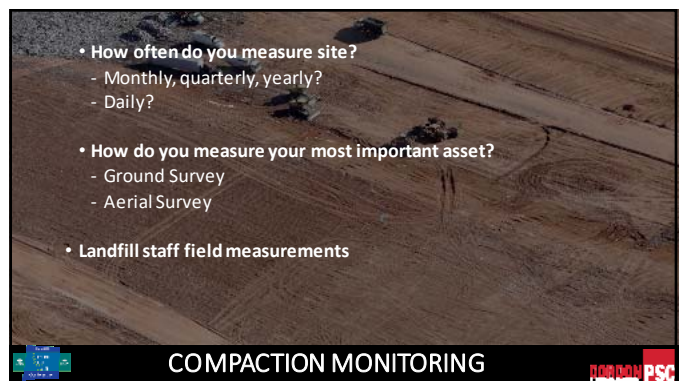 • How often do you measure site?
- Monthly, quarterly, yearly?
- Daily?
• How do you measure your most important asset?
- Ground Survey
- Aerial Survey
• Landfill staff field measurements
COMPACTION MONITORING
GORDON PSC